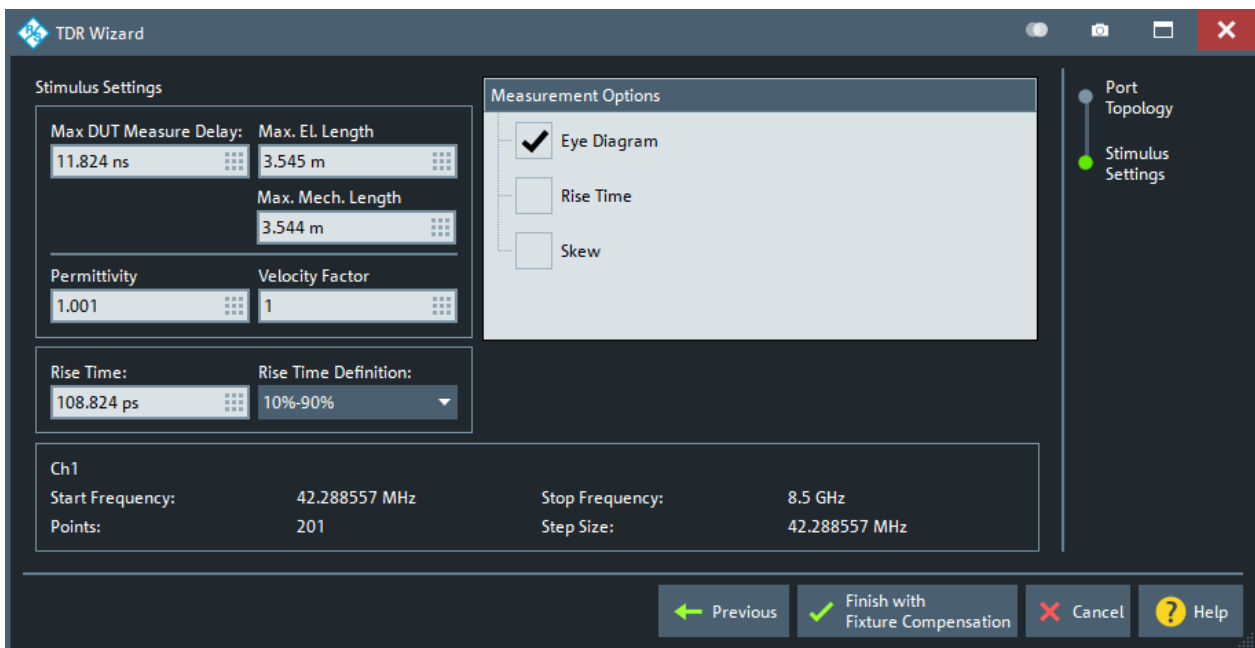 TDR Wizard
Stimulus Settings
Max DUT Measure Delay: Max. El. Length
11.824 ns 3.545 m
Max. Mech. Length
3.544 m
Permittivity Velocity Factor
1.001 1
Rise Time: Rise Time Definition:
108.824 ps 10%-90%
Measurement Options
Eye Diagram
Rise Time
Skew
Port
Topology
Stimulus
Settings
Ch1
Start Frequency: 42.288557 MHz Stop Frequency: 8.5 GHz
Points: 201 Step Size: 42.288557 MHz
Previous
Finish with
Fixture Compensation
Cancel
? Help